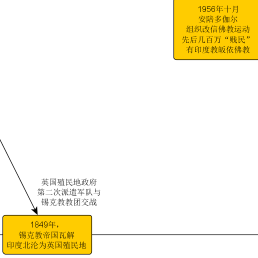 1956年十月
安陪多伽尔
组织改信佛教运动
先后几百万“贱民”
有印度教皈依佛教
英国殖民地政府
第二次派遣军队与
锡克教教团交战
1849年，
锡克教帝国瓦解
印度北沦为英国殖民地